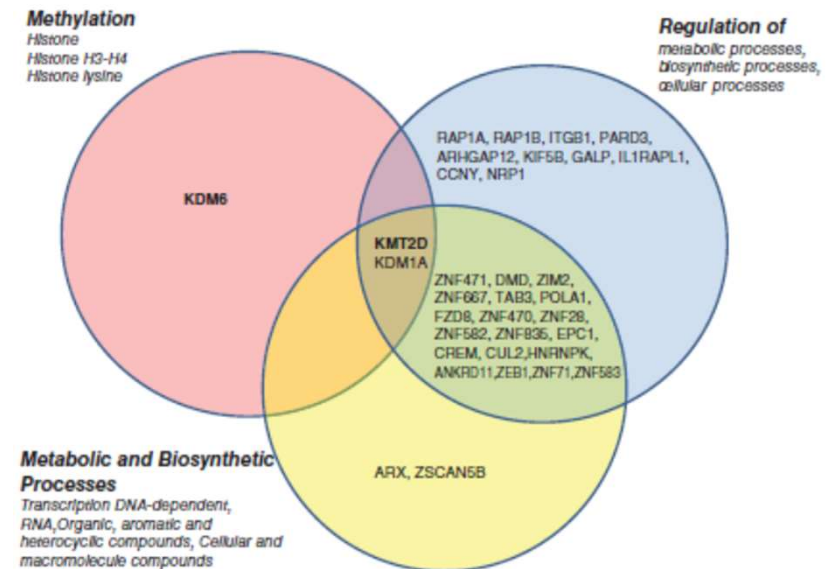 Methylation
Histone
Histone H3-H4
Histone lysine
Regulation of
metabolic processes,
biosynthetic processes,
cellular processes
RAP1A, RAP1B, ITGB1, PARD3,
ARHGAP12, KIF5B, GALP, IL1RAPL1,
CCNY, NRP1
KDM6
KMT2D
KDM1A
ZNF471, DMD, ZIM2,
ZNF667, TAB3, POLA1,
FZD8, ZNF470, ZNF28,
ZNF582, ZNF835, EPC1,
CREM, CUL2,HNRNPK,
ANKRD11,ZEB1,ZNF71,ZNF583
ARX, ZSCAN5B
Metabolic and Biosynthetic
Processes
Transcription DNA-dependent,
RNA,Organic, aromatic and
heterocyclic compounds, Cellular and
macromolecule compounds